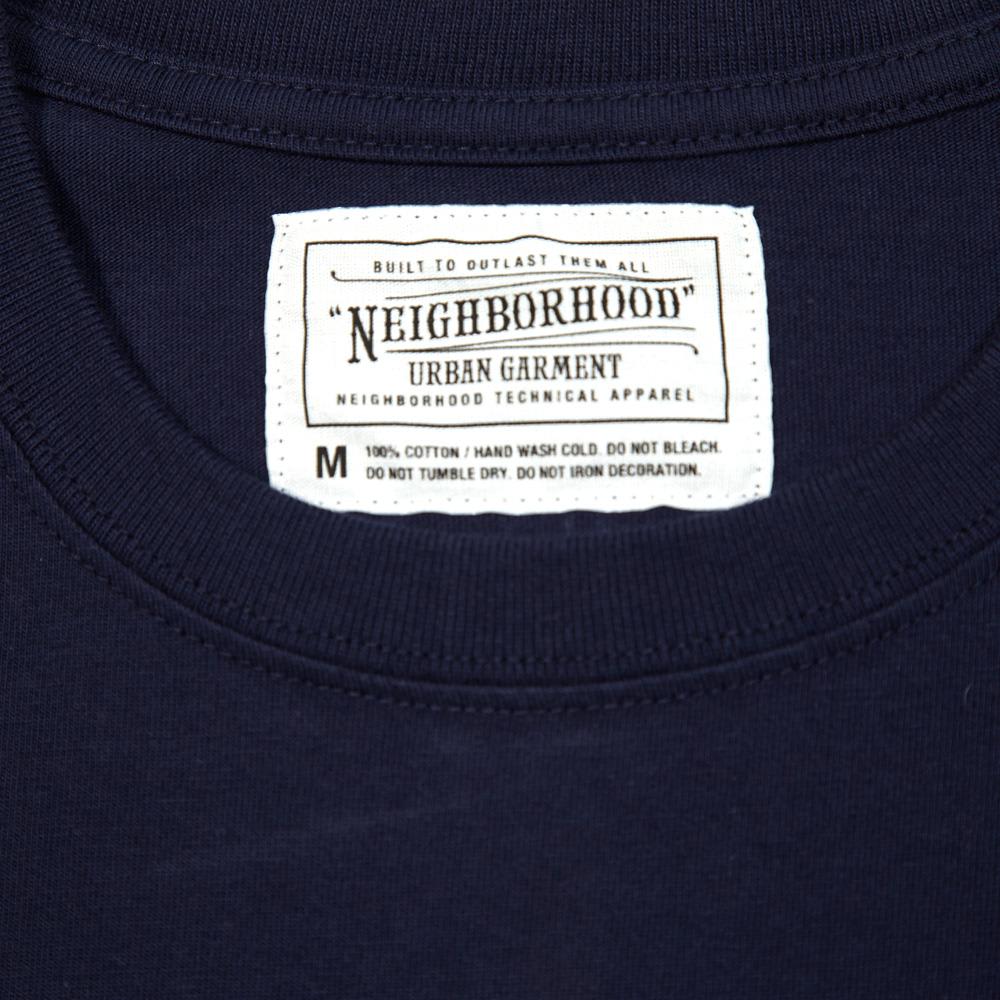 BUILT TO OUTLAST THEM ALL
"NEIGHBORHOOD"
URBAN GARMENT
NEIGHBORHOOD TECHNICAL APPAREL
M
100% COTTON / HAND WASH COLD. DO NOT BLEACH.
DO NOT TUMBLE DRY. DO NOT IRON DECORATION.